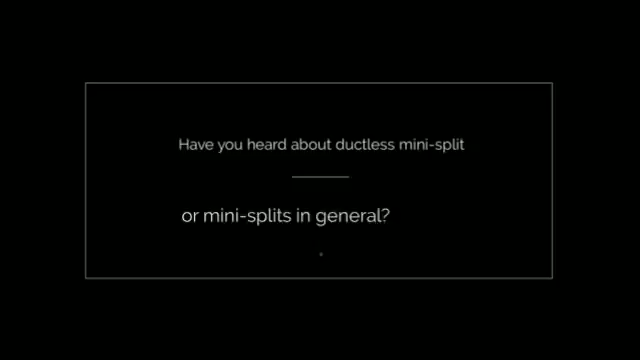 Have you heard about ductless mini-split
or mini-splits in general?